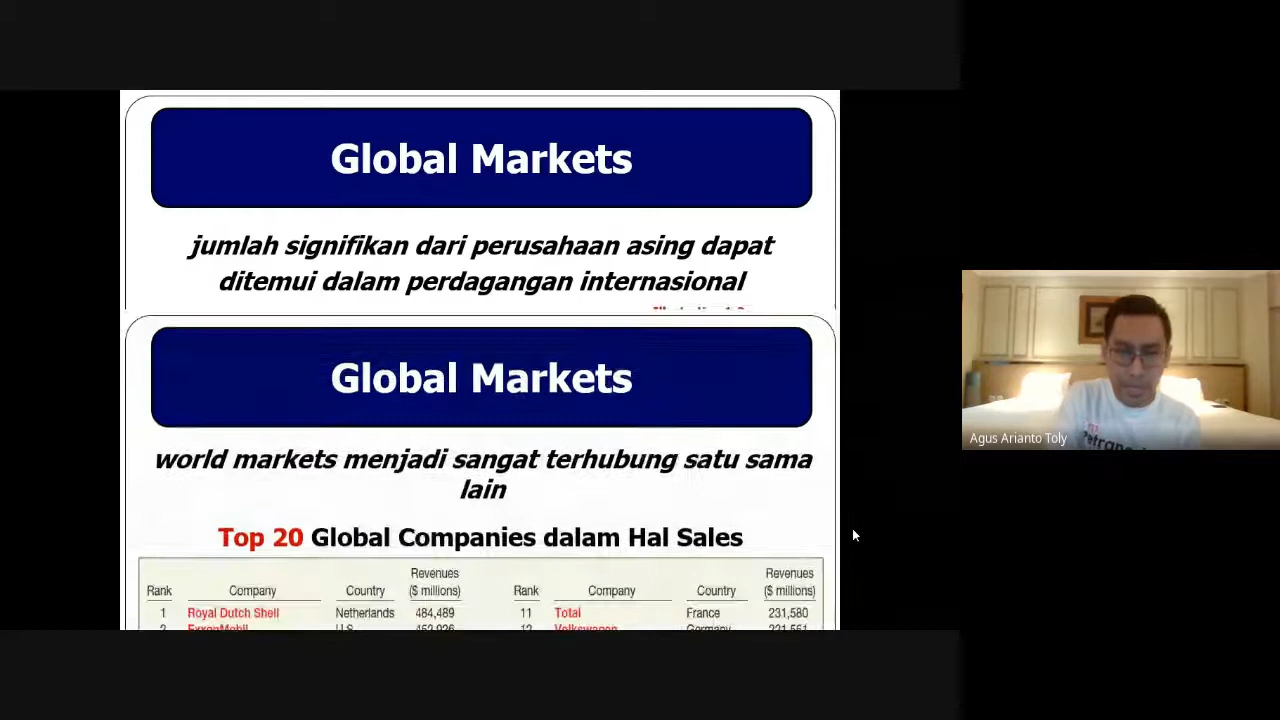 Global Markets
jumlah signifikan dari perusahaan asing dapat
ditemui dalam perdagangan internasional
Global Markets
world markets menjadi sangat terhubung satu sama
lain
Top 20 Global Companies dalam Hal Sales
Rank Company Country Revenues ($ millions) Rank Company Country Revenues ($ millions)
1 Royal Dutch Shell Netherlands 484,489 11 Total France 231,580
Agus Arianto Toly